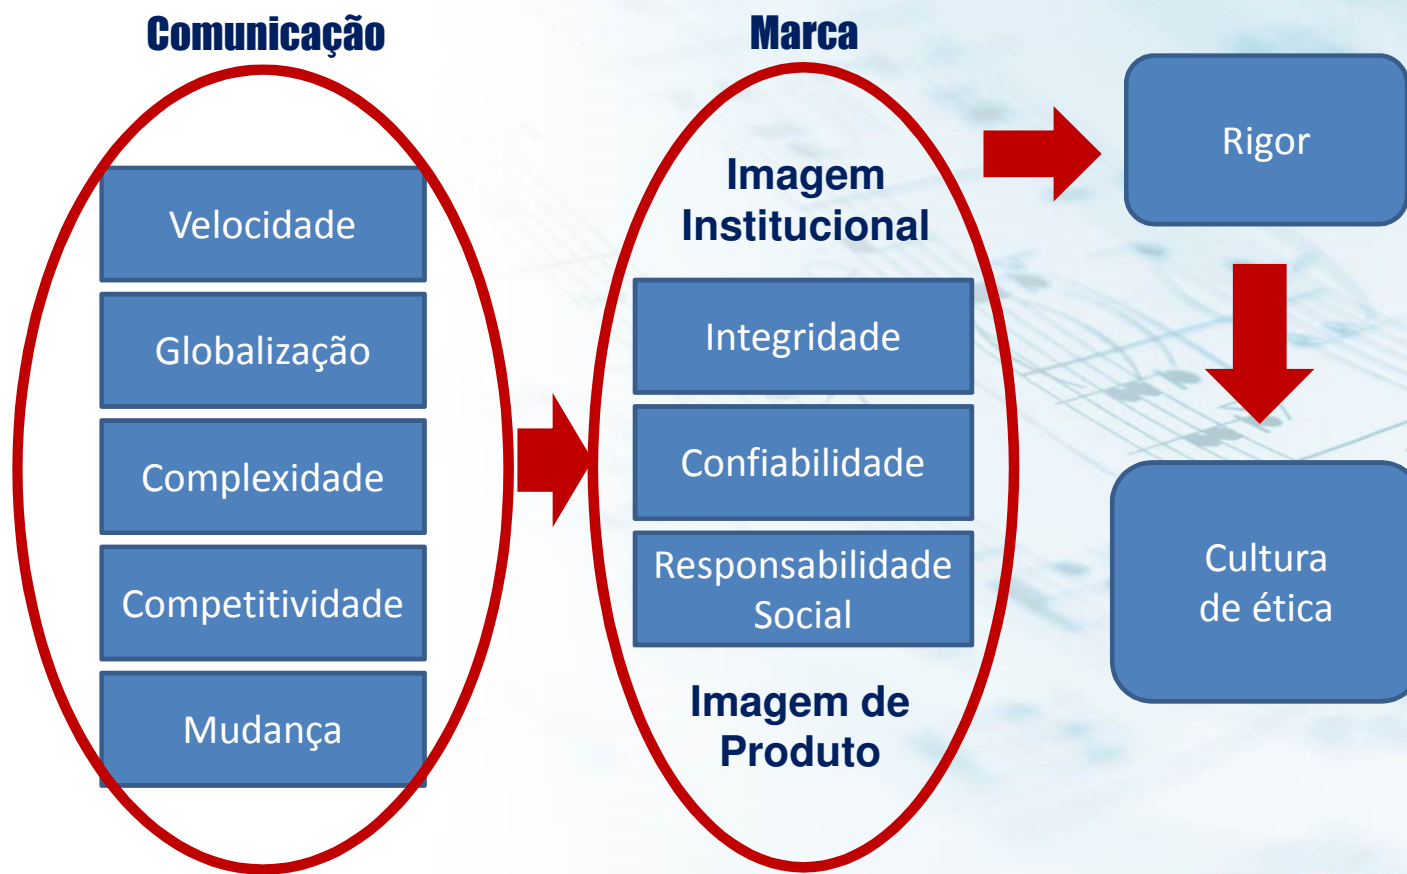 Comunicação
Velocidade
Globalização
Complexidade
Competitividade
Mudança
Marca
Imagem
Institucional
Integridade
Confiabilidade
Responsabilidade
Social
Imagem de
Produto
Rigor
Cultura
de ética